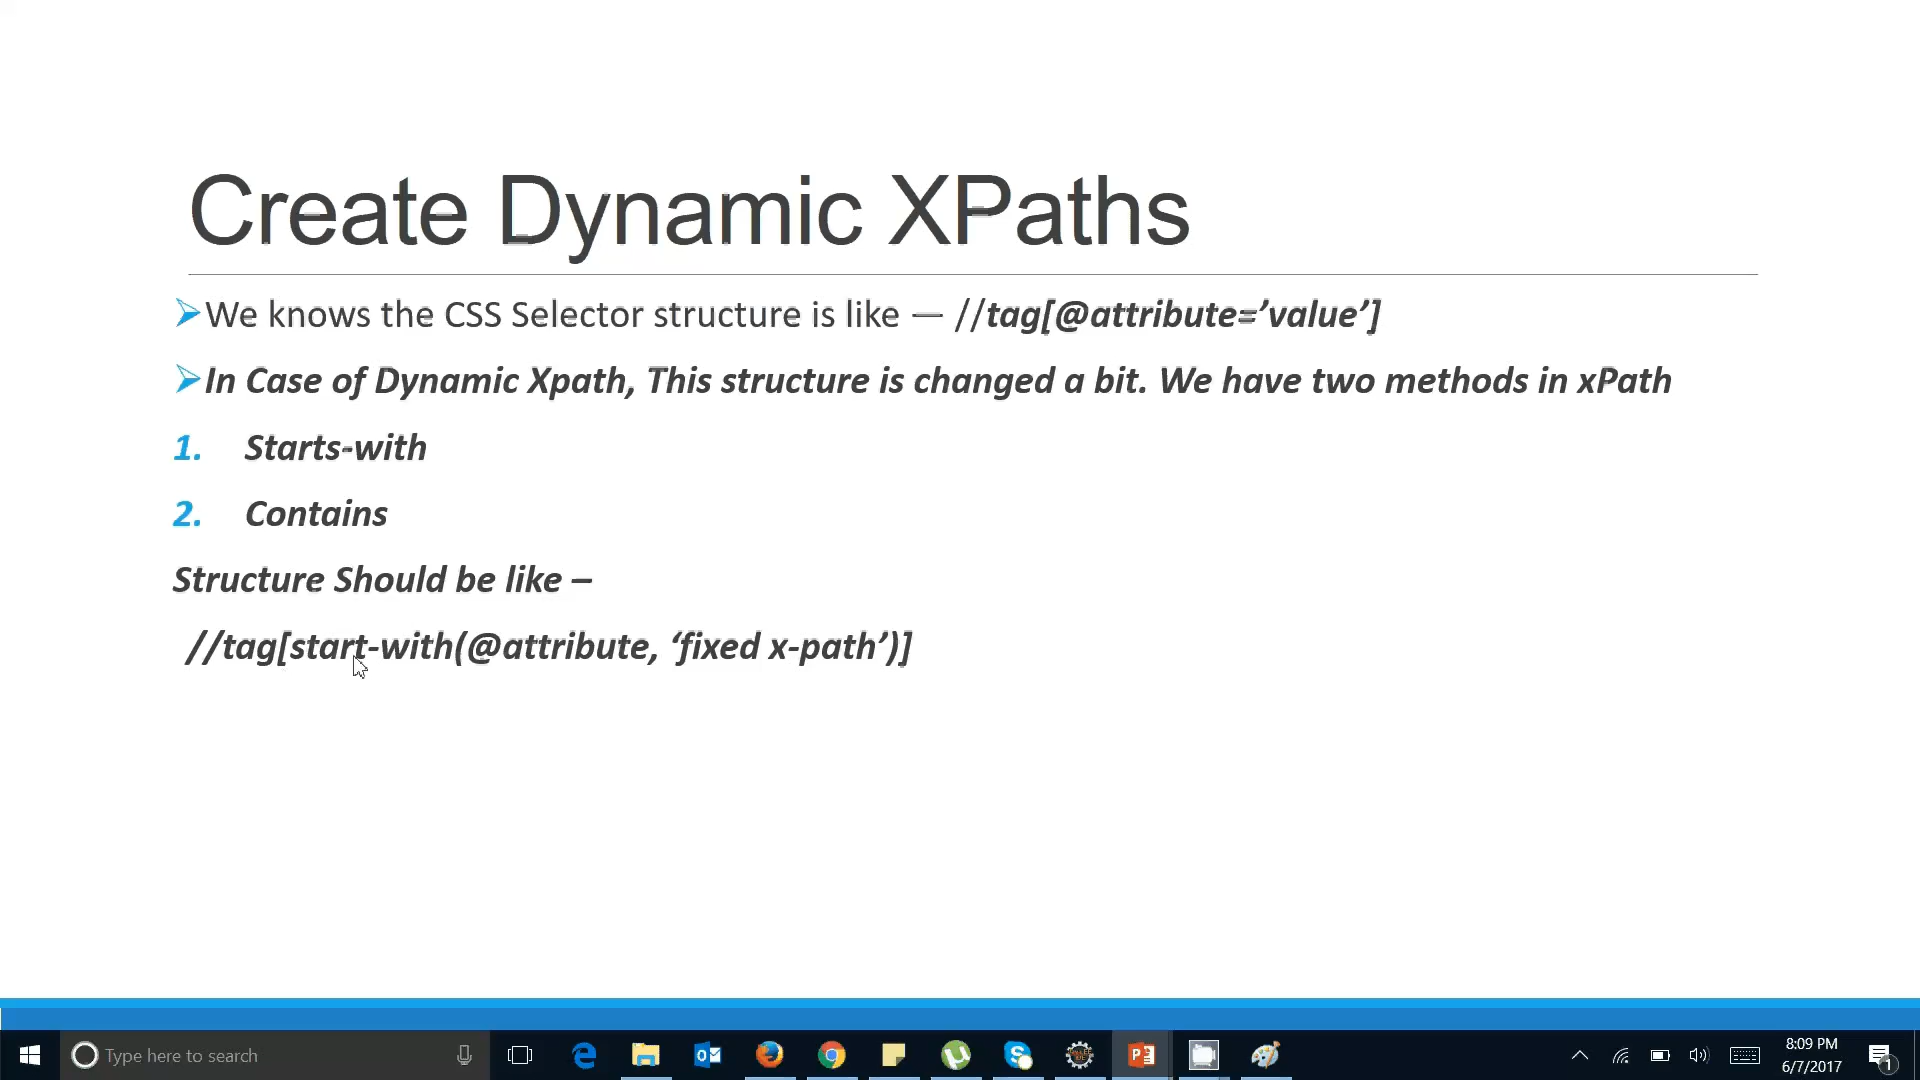 Create Dynamic XPaths
We knows the CSS Selector structure is like — //tag[@attribute=’value’]
In Case of Dynamic Xpath, This structure is changed a bit. We have two methods in xPath
1. Starts-with
2. Contains
Structure Should be like –
//tag[start-with(@attribute, ‘fixed x-path’)]
Type here to search
8:09 PM
6/7/2017
1